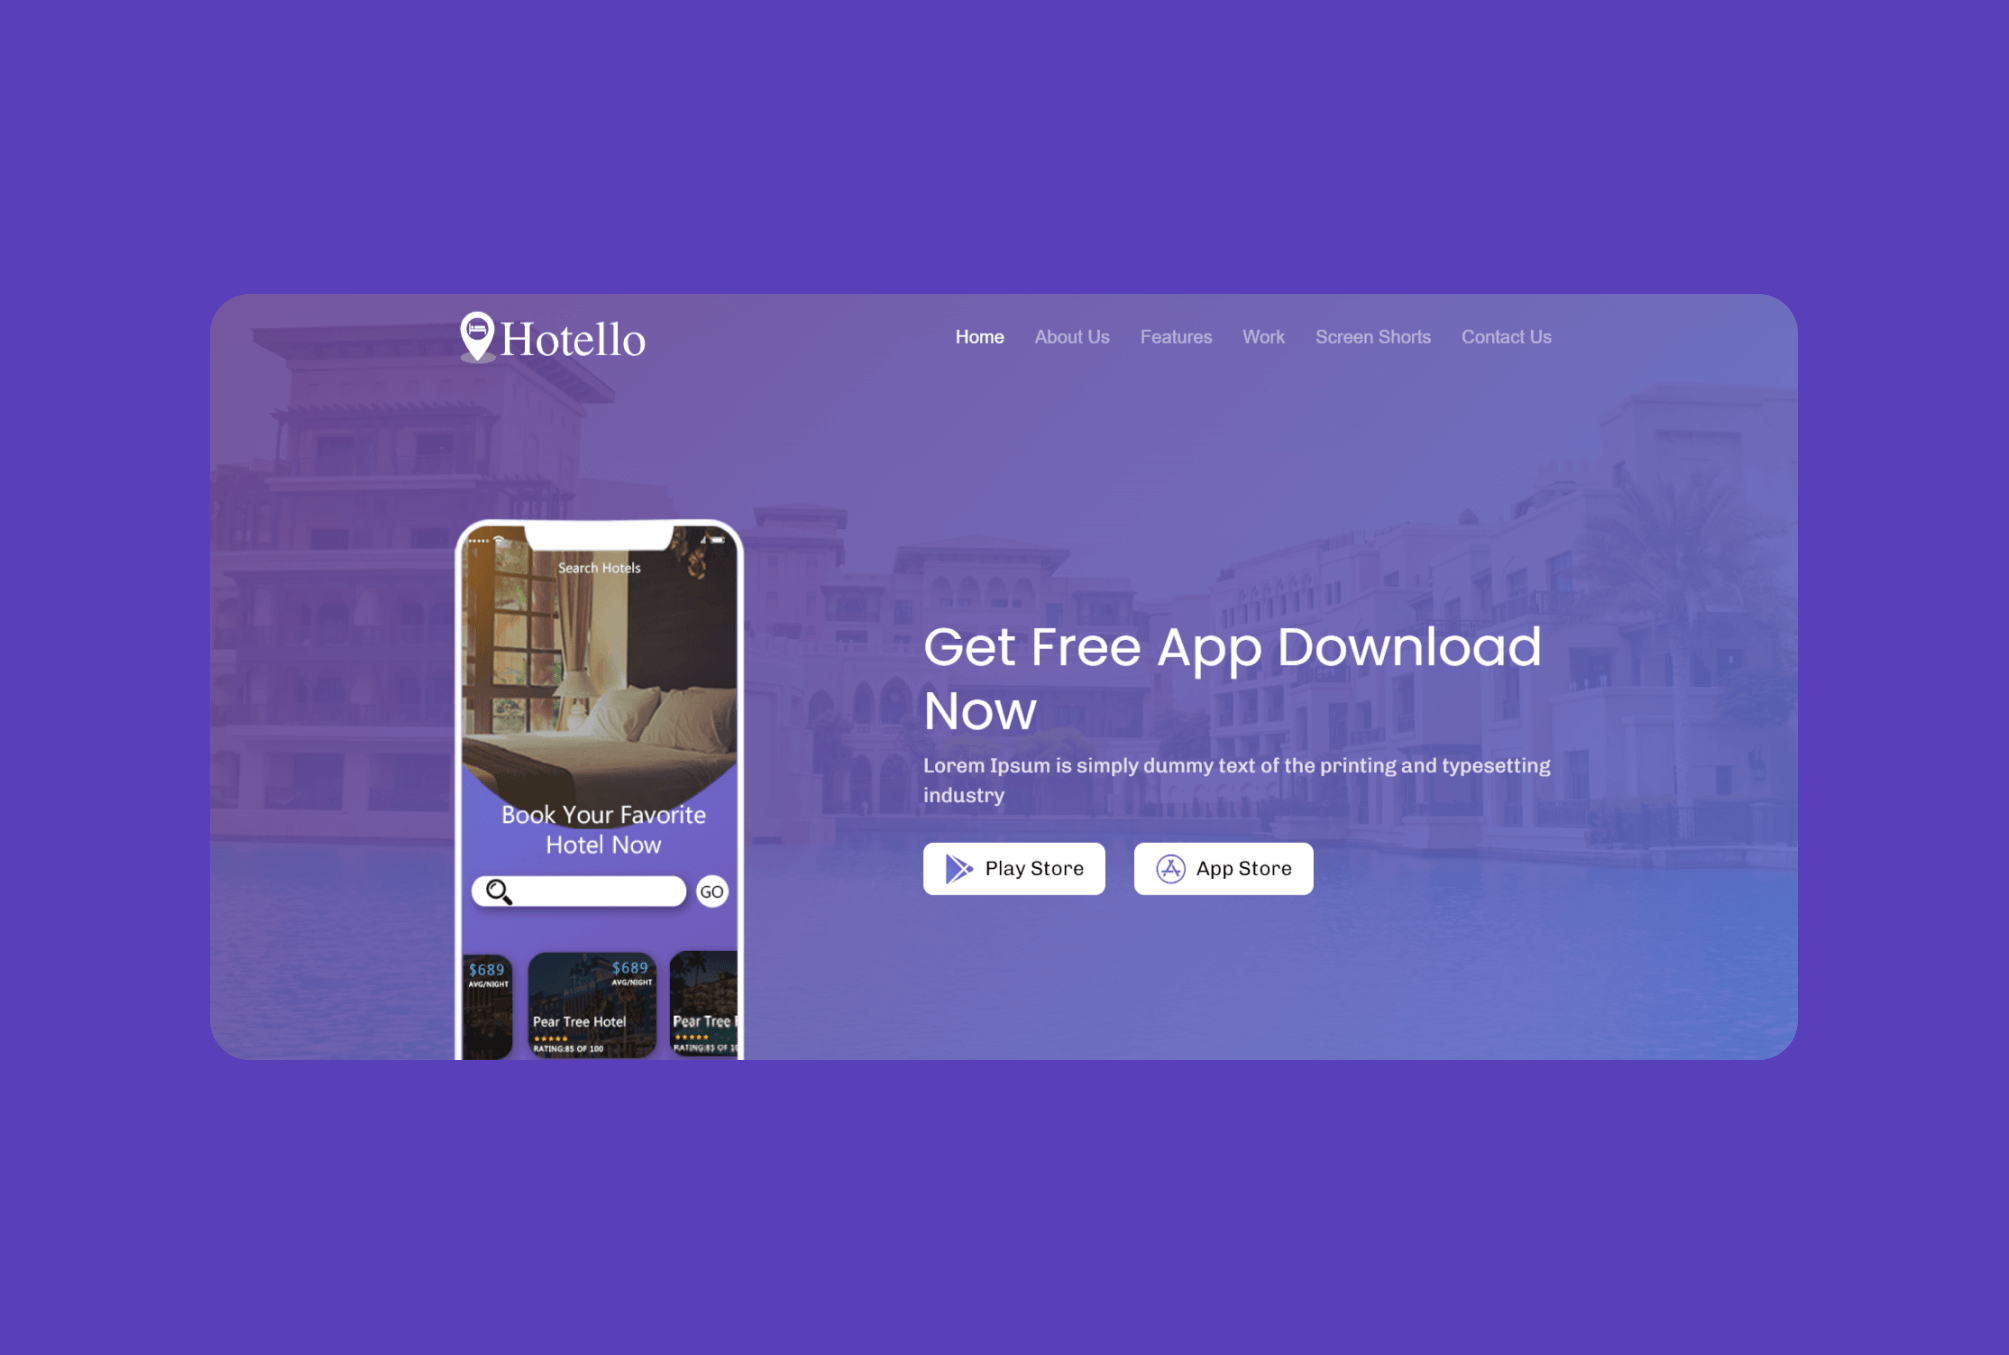 Hotello
Home About Us Features Work Screen Shorts Contact Us
Search Hotels
Book Your Favorite
Hotel Now
GO
$689
AVG/NIGHT
$689
AVG/NIGHT
Pear Tree Hotel
RATING:85 OF 100
Pear Tree
RATING:85 OF
Get Free App Download
Now
Lorem Ipsum is simply dummy text of the printing and typesetting
industry
Play Store
App Store